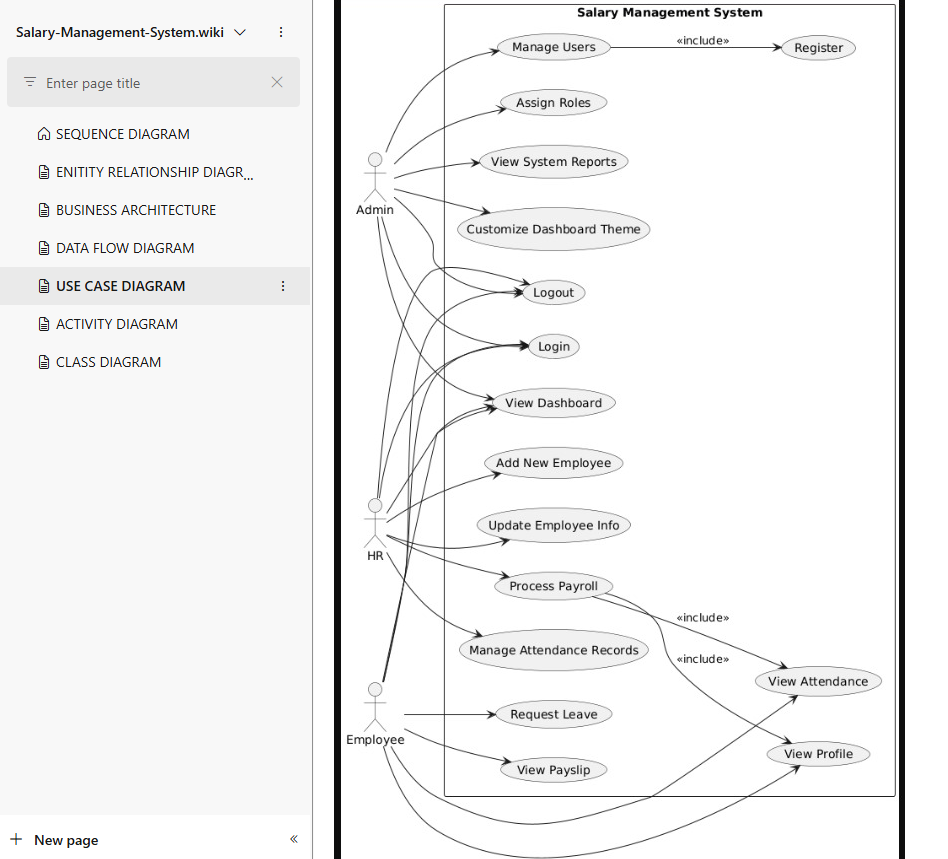 Salary-Management-System.wiki
Enter page title
SEQUENCE DIAGRAM
ENITITY RELATIONSHIP DIAGR...
BUSINESS ARCHITECTURE
DATA FLOW DIAGRAM
USE CASE DIAGRAM
ACTIVITY DIAGRAM
CLASS DIAGRAM
New page
Salary Management System
Manage Users
«include»
Register
Assign Roles
View System Reports
Admin
Customize Dashboard Theme
Logout
Login
View Dashboard
Add New Employee
Update Employee Info
HR
Process Payroll
«include»
Manage Attendance Records
«include»
View Attendance
Request Leave
Employee
View Profile
View Payslip